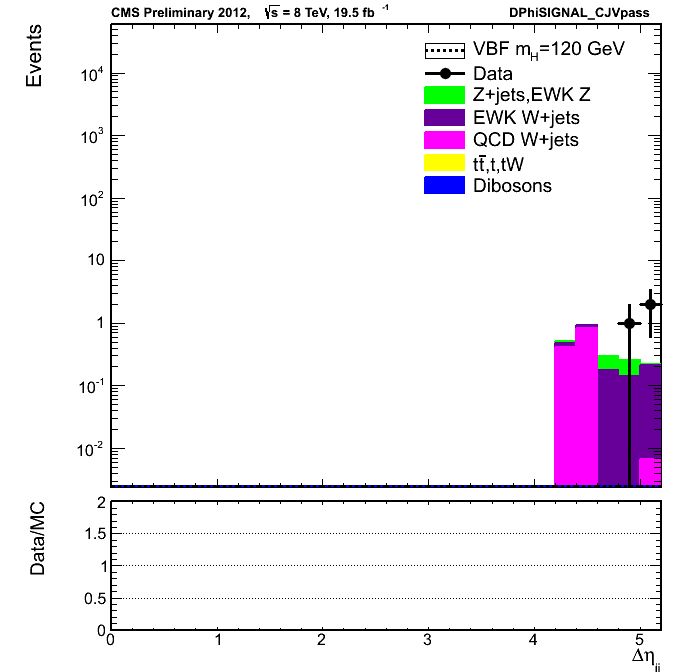 CMS Preliminary 2012, √s = 8 TeV, 19.5 fb⁻¹ DPhiSIGNAL_CJVpass
Events
VBF m_H=120 GeV
Data
Z+jets,EWK Z
EWK W+jets
QCD W+jets
tt̄,t,tW
Dibosons
10⁴
10³
10²
10
1
10⁻¹
10⁻²
Data/MC
2
1.5
1
0.5
0
0 1 2 3 4 5
Δη_jj